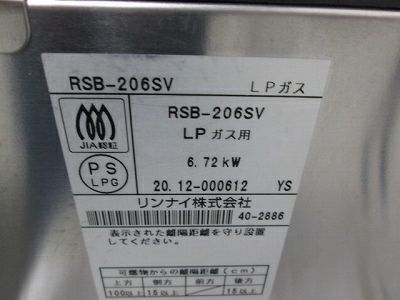 RSB-206SV LPガス
JIA認証
RSB-206SV
LPガス用
PS
LPG
6.72kW
20.12-000612 YS
リンナイ株式会社
40-2886
表示された離隔距離を守り設置
してください。
可燃物からの離隔距離(cm)
上方 側方 前方 後方
100以上 15以上 15以上